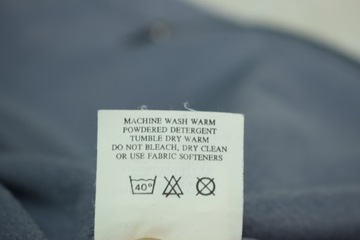 MACHINE WASH WARM
POWDERED DETERGENT
TUMBLE DRY WARM
DO NOT BLEACH, DRY CLEAN
OR USE FABRIC SOFTENERS
40°